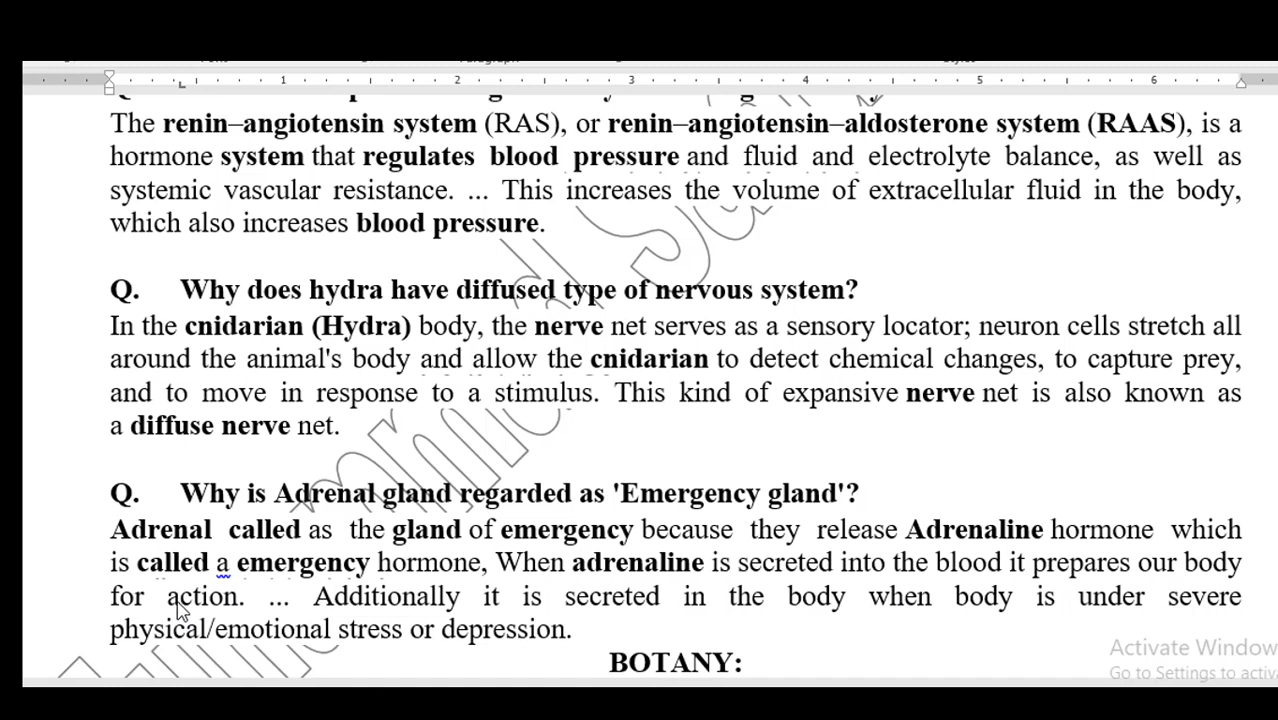 1 2 3 4 5 6
The renin–angiotensin system (RAS), or renin–angiotensin–aldosterone system (RAAS), is a
hormone system that regulates blood pressure and fluid and electrolyte balance, as well as
systemic vascular resistance. ... This increases the volume of extracellular fluid in the body,
which also increases blood pressure.
Q. Why does hydra have diffused type of nervous system?
In the cnidarian (Hydra) body, the nerve net serves as a sensory locator; neuron cells stretch all
around the animal's body and allow the cnidarian to detect chemical changes, to capture prey,
and to move in response to a stimulus. This kind of expansive nerve net is also known as
a diffuse nerve net.
Q. Why is Adrenal gland regarded as 'Emergency gland'?
Adrenal called as the gland of emergency because they release Adrenaline hormone which
is called a emergency hormone, When adrenaline is secreted into the blood it prepares our body
for action. ... Additionally it is secreted in the body when body is under severe
physical/emotional stress or depression.
BOTANY:
Activate Window
Go to Settings to activa